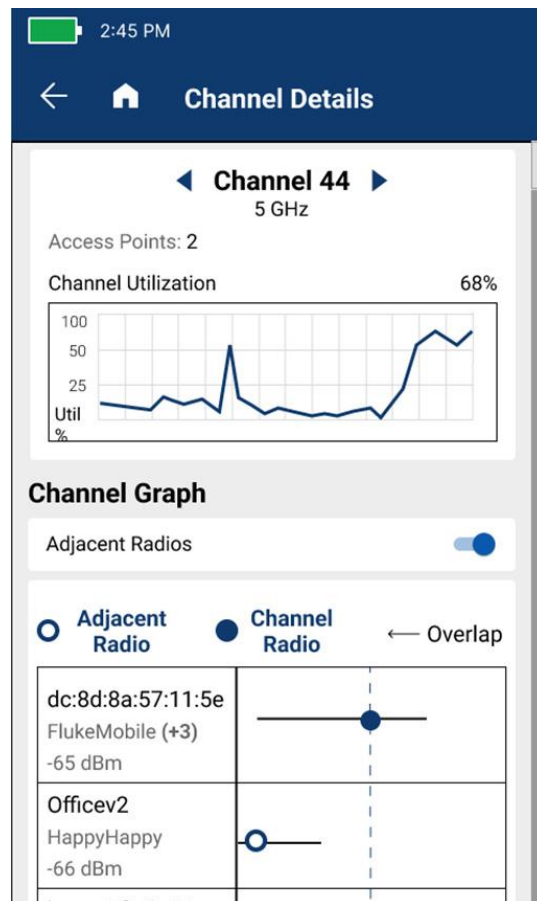 2:45 PM
Channel Details
Channel 44
5 GHz
Access Points: 2
Channel Utilization 68%
100
50
25
Util
%
Channel Graph
Adjacent Radios
Adjacent Radio
Channel Radio
← Overlap
dc:8d:8a:57:11:5e
FlukeMobile (+3)
-65 dBm
Officev2
HappyHappy
-66 dBm